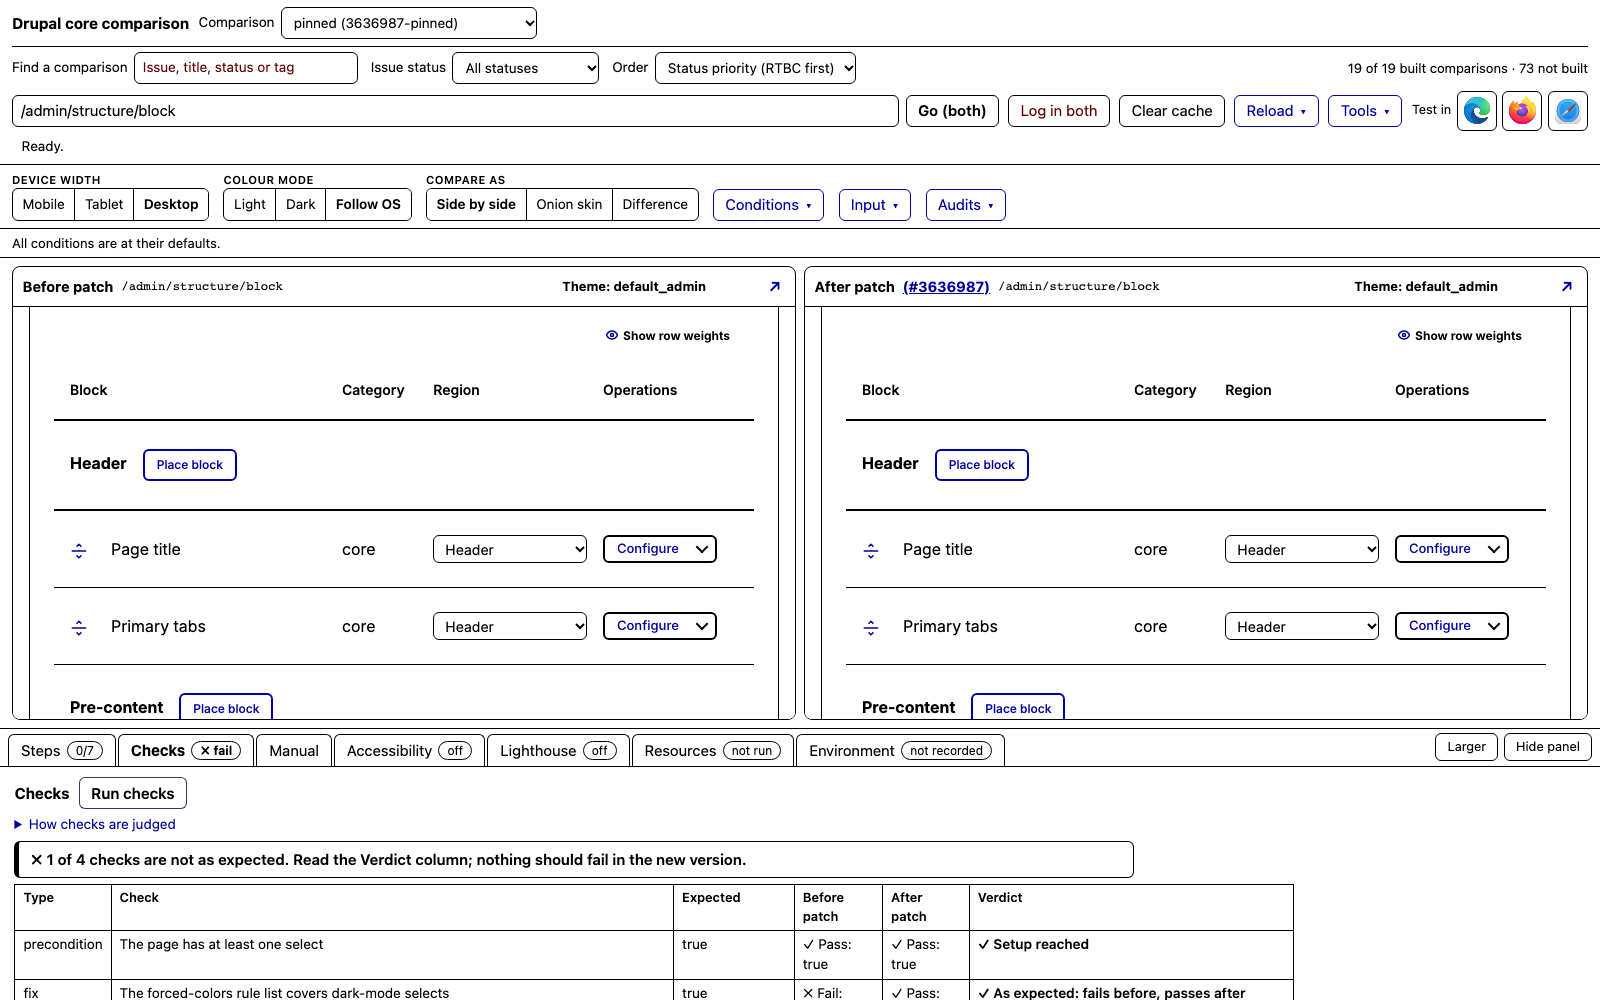 Drupal core comparison Comparison pinned (3636987-pinned)
Find a comparison Issue, title, status or tag Issue status All statuses Order Status priority (RTBC first) 19 of 19 built comparisons · 73 not built
/admin/structure/block Go (both) Log in both Clear cache Reload ▾ Tools ▾ Test in
Ready.
DEVICE WIDTH COLOUR MODE COMPARE AS
Mobile Tablet Desktop Light Dark Follow OS Side by side Onion skin Difference Conditions ▾ Input ▾ Audits ▾
All conditions are at their defaults.
Before patch /admin/structure/block Theme: default_admin
Show row weights
Block Category Region Operations
Header Place block
Page title core Header Configure
Primary tabs core Header Configure
Pre-content Place block
After patch (#3636987) /admin/structure/block Theme: default_admin
Show row weights
Block Category Region Operations
Header Place block
Page title core Header Configure
Primary tabs core Header Configure
Pre-content Place block
Steps 0/7 Checks ✕ fail Manual Accessibility off Lighthouse off Resources not run Environment not recorded Larger Hide panel
Checks Run checks
▶ How checks are judged
✕ 1 of 4 checks are not as expected. Read the Verdict column; nothing should fail in the new version.
Type Check Expected Before patch After patch Verdict
precondition The page has at least one select true ✓ Pass: true ✓ Pass: true ✓ Setup reached
fix The forced-colors rule list covers dark-mode selects true ✕ Fail: ✓ Pass: ✓ As expected: fails before, passes after